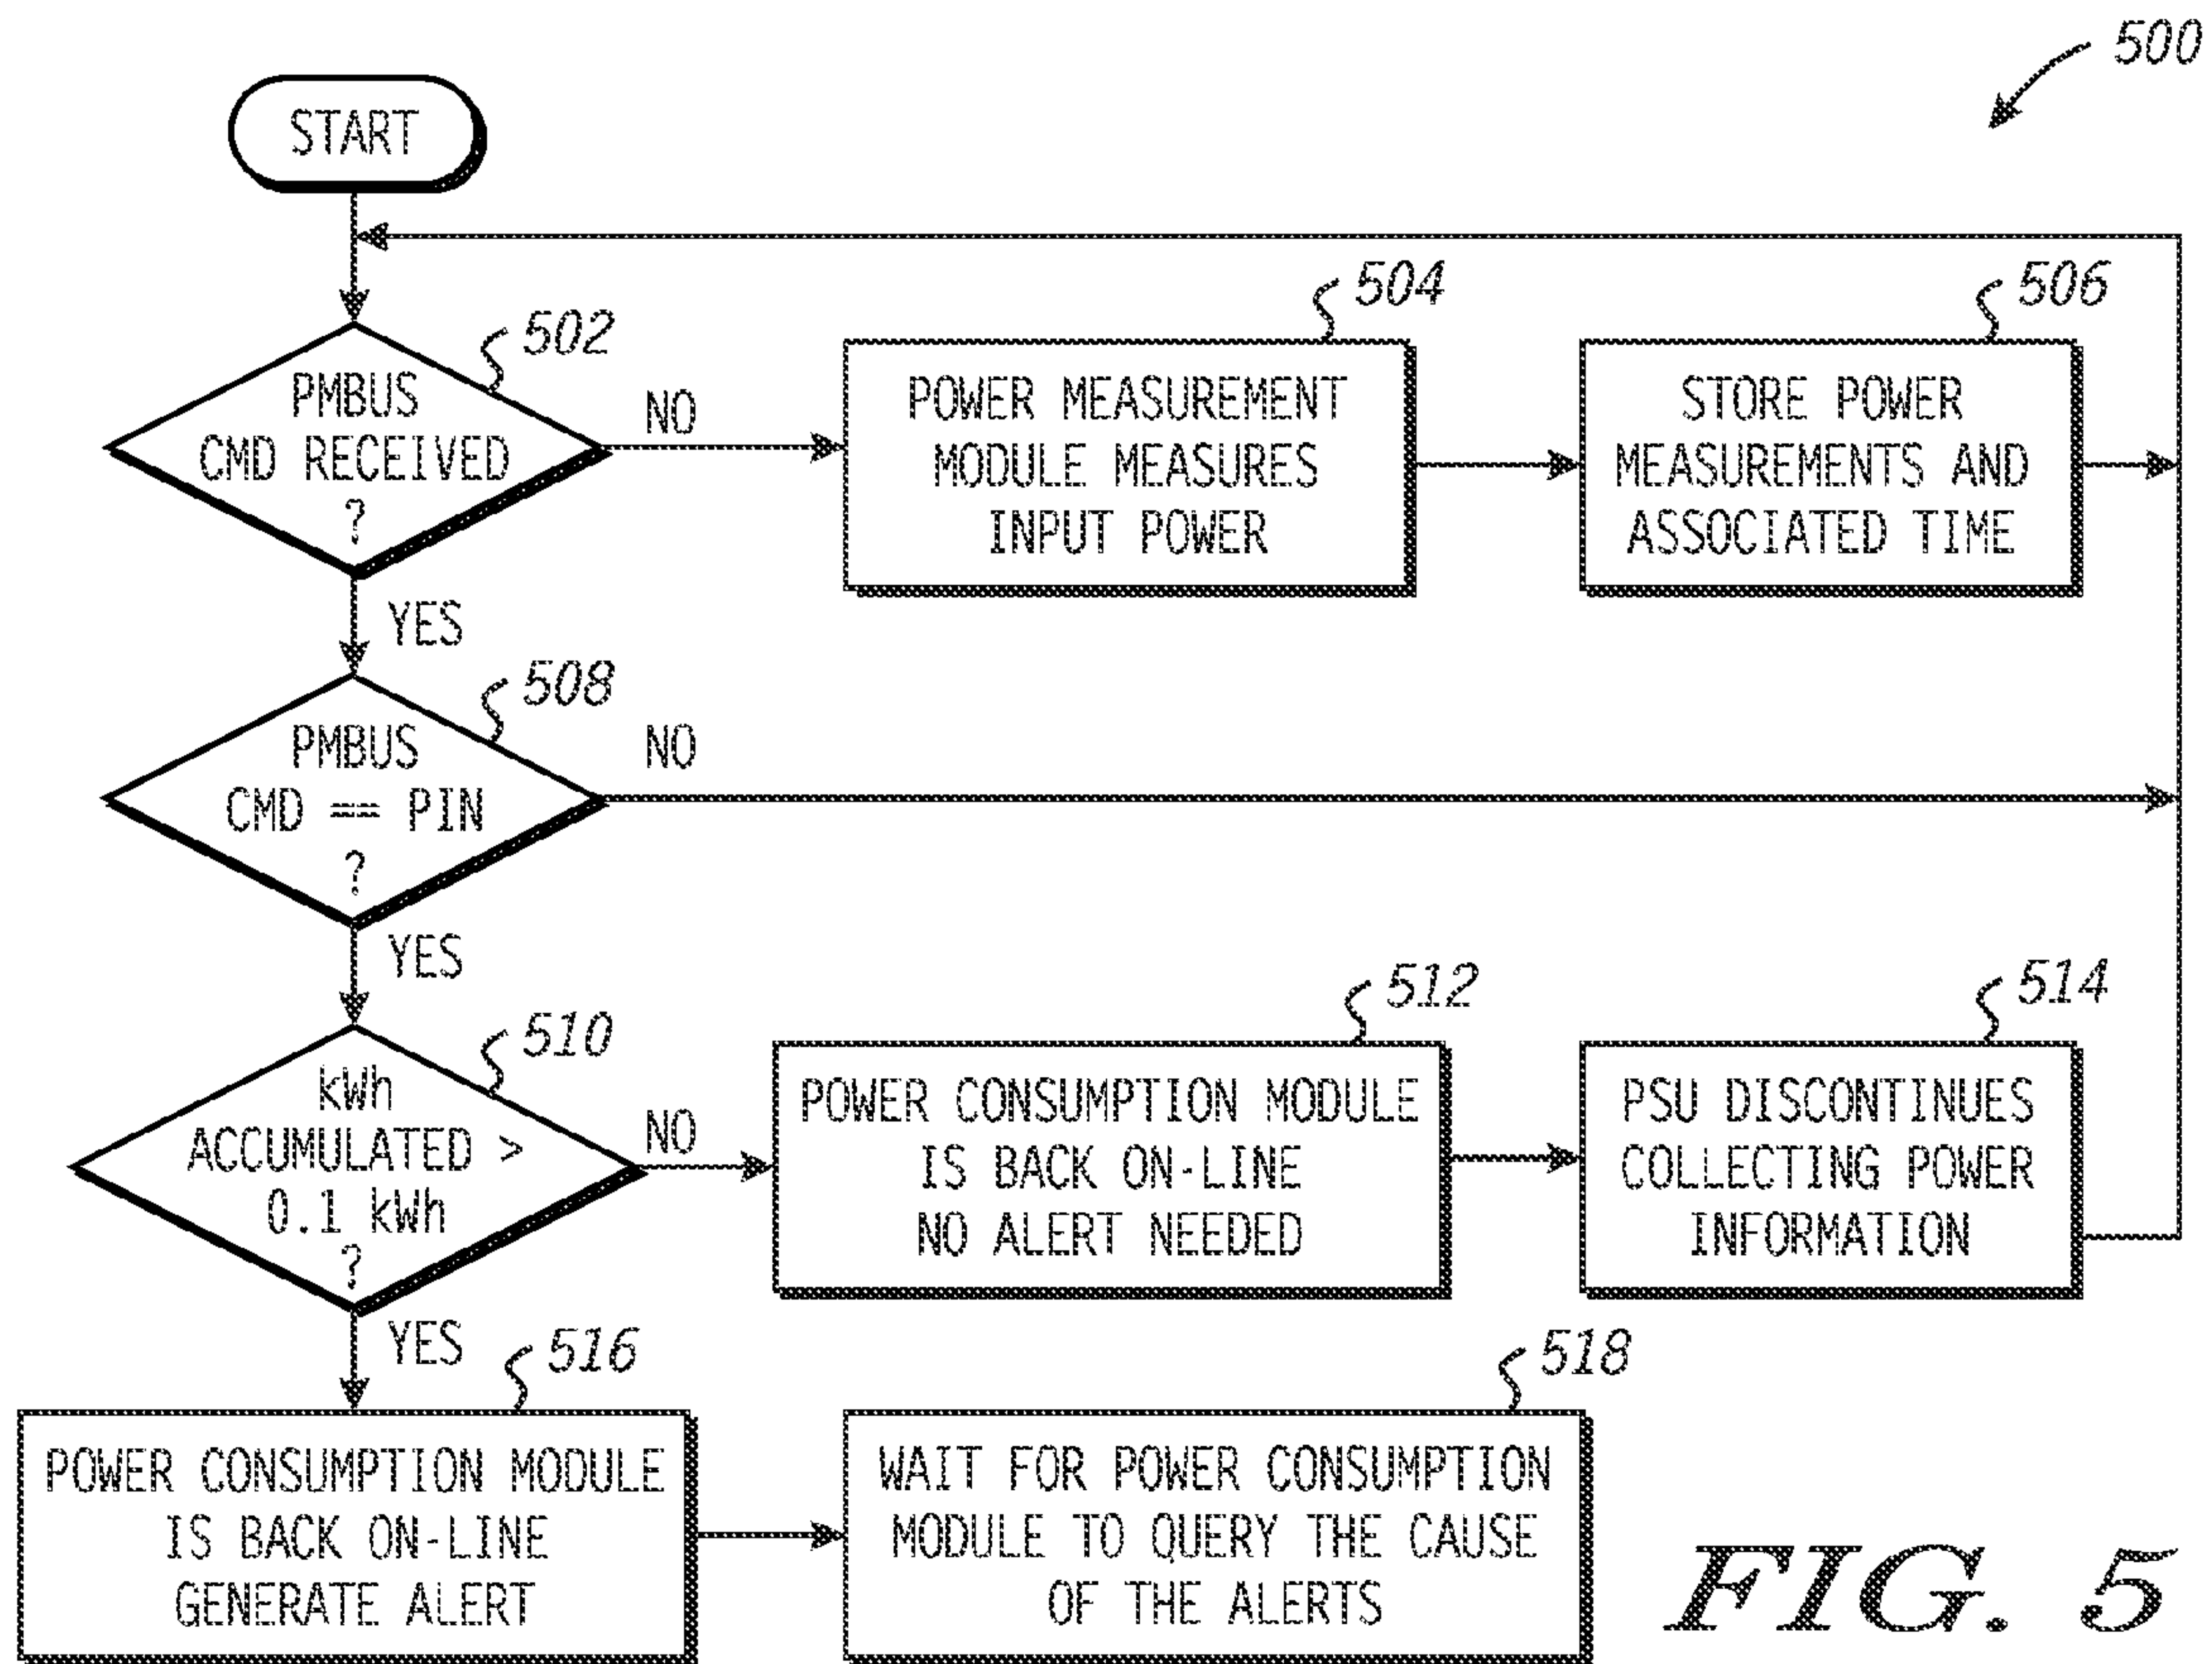 500
START
502
PMBUS
CMD RECEIVED
?
NO
504
POWER MEASUREMENT
MODULE MEASURES
INPUT POWER
506
STORE POWER
MEASUREMENTS AND
ASSOCIATED TIME
YES
508
PMBUS
CMD == PIN
?
NO
YES
510
kWh
ACCUMULATED >
0.1 kWh
?
NO
512
POWER CONSUMPTION MODULE
IS BACK ON-LINE
NO ALERT NEEDED
514
PSU DISCONTINUES
COLLECTING POWER
INFORMATION
YES
516
POWER CONSUMPTION MODULE
IS BACK ON-LINE
GENERATE ALERT
518
WAIT FOR POWER CONSUMPTION
MODULE TO QUERY THE CAUSE
OF THE ALERTS
FIG. 5